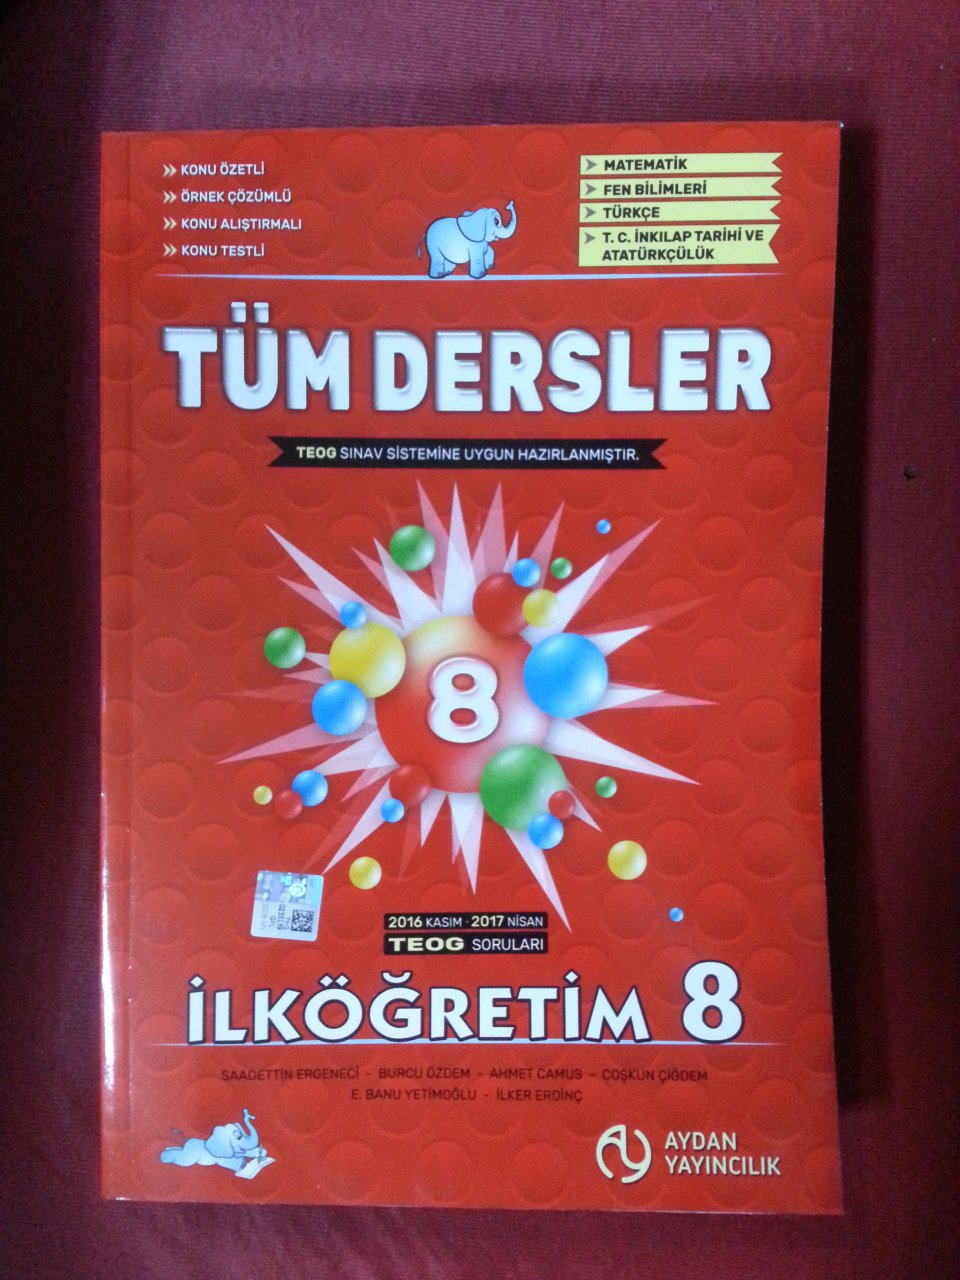 KONU ÖZETLİ
ÖRNEK ÇÖZÜMLÜ
KONU ALIŞTIRMALI
KONU TESTLİ
MATEMATİK
FEN BİLİMLERİ
TÜRKÇE
T. C. İNKILAP TARİHİ VE
ATATÜRKÇÜLÜK
TÜM DERSLER
TEOG SINAV SİSTEMİNE UYGUN HAZIRLANMIŞTIR.
8
2016 KASIM - 2017 NİSAN
TEOG SORULARI
İLKÖĞRETİM 8
SAADETTİN ERGENECİ - BURCU ÖZDEM - AHMET CAMUS - COŞKUN ÇİĞDEM
E. BANU YETİMOĞLU - İLKER ERDİNÇ
AYDAN
YAYINCILIK